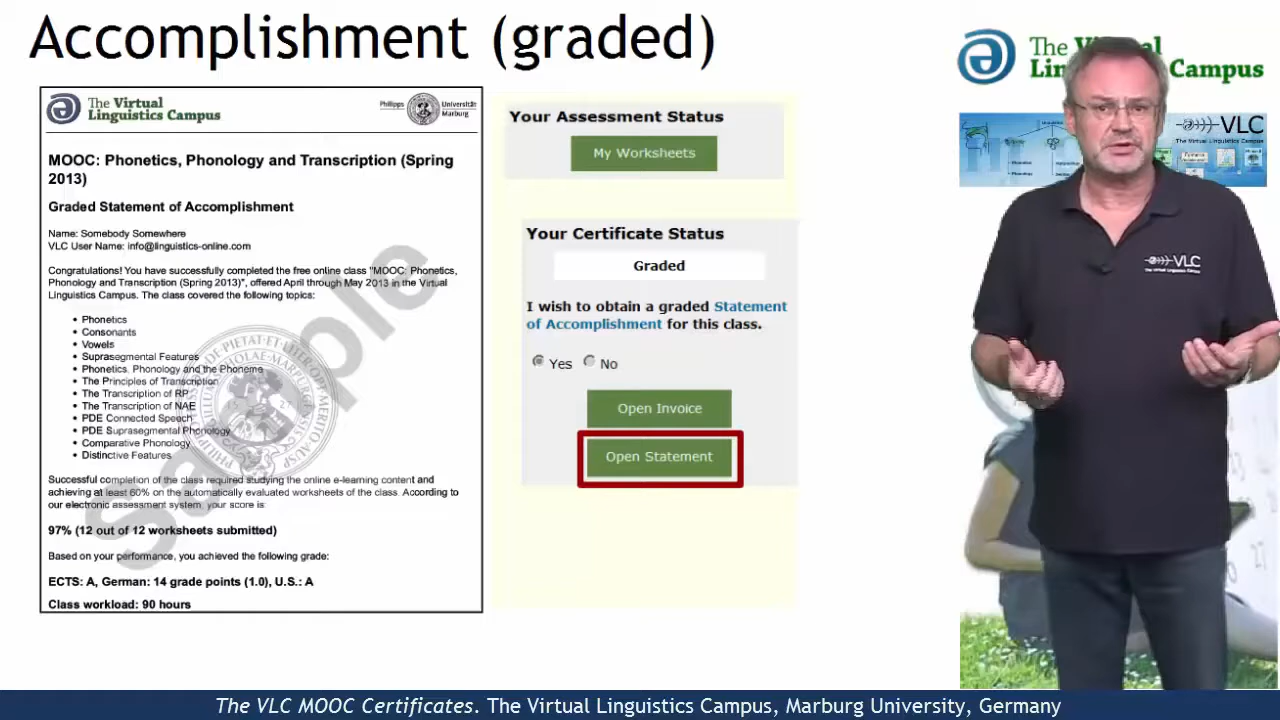 Accomplishment (graded)
The Virtual
Linguistics Campus
Philipps
Universität
Marburg
MOOC: Phonetics, Phonology and Transcription (Spring
2013)
Graded Statement of Accomplishment
Name: Somebody Somewhere
VLC User Name: info@linguistics-online.com
Congratulations! You have successfully completed the free online class "MOOC: Phonetics,
Phonology and Transcription (Spring 2013)", offered April through May 2013 in the Virtual
Linguistics Campus. The class covered the following topics:
• Phonetics
• Consonants
• Vowels
• Suprasegmental Features
• Phonetics, Phonology and the Phoneme
• The Principles of Transcription
• The Transcription of RP
• The Transcription of NAE
• PDE Connected Speech
• PDE Suprasegmental Phonology
• Comparative Phonology
• Distinctive Features
Successful completion of the class required studying the online e-learning content and
achieving at least 60% on the automatically evaluated worksheets of the class. According to
our electronic assessment system, your score is:
97% (12 out of 12 worksheets submitted)
Based on your performance, you achieved the following grade:
ECTS: A, German: 14 grade points (1.0), U.S.: A
Class workload: 90 hours
Sample
Your Assessment Status
My Worksheets
Your Certificate Status
Graded
I wish to obtain a graded Statement
of Accomplishment for this class.
Yes No
Open Invoice
Open Statement
The Campus
VLC
The Virtual Linguistics Campus
VLC
The Virtual Linguistics Campus
The VLC MOOC Certificates. The Virtual Linguistics Campus, Marburg University, Germany